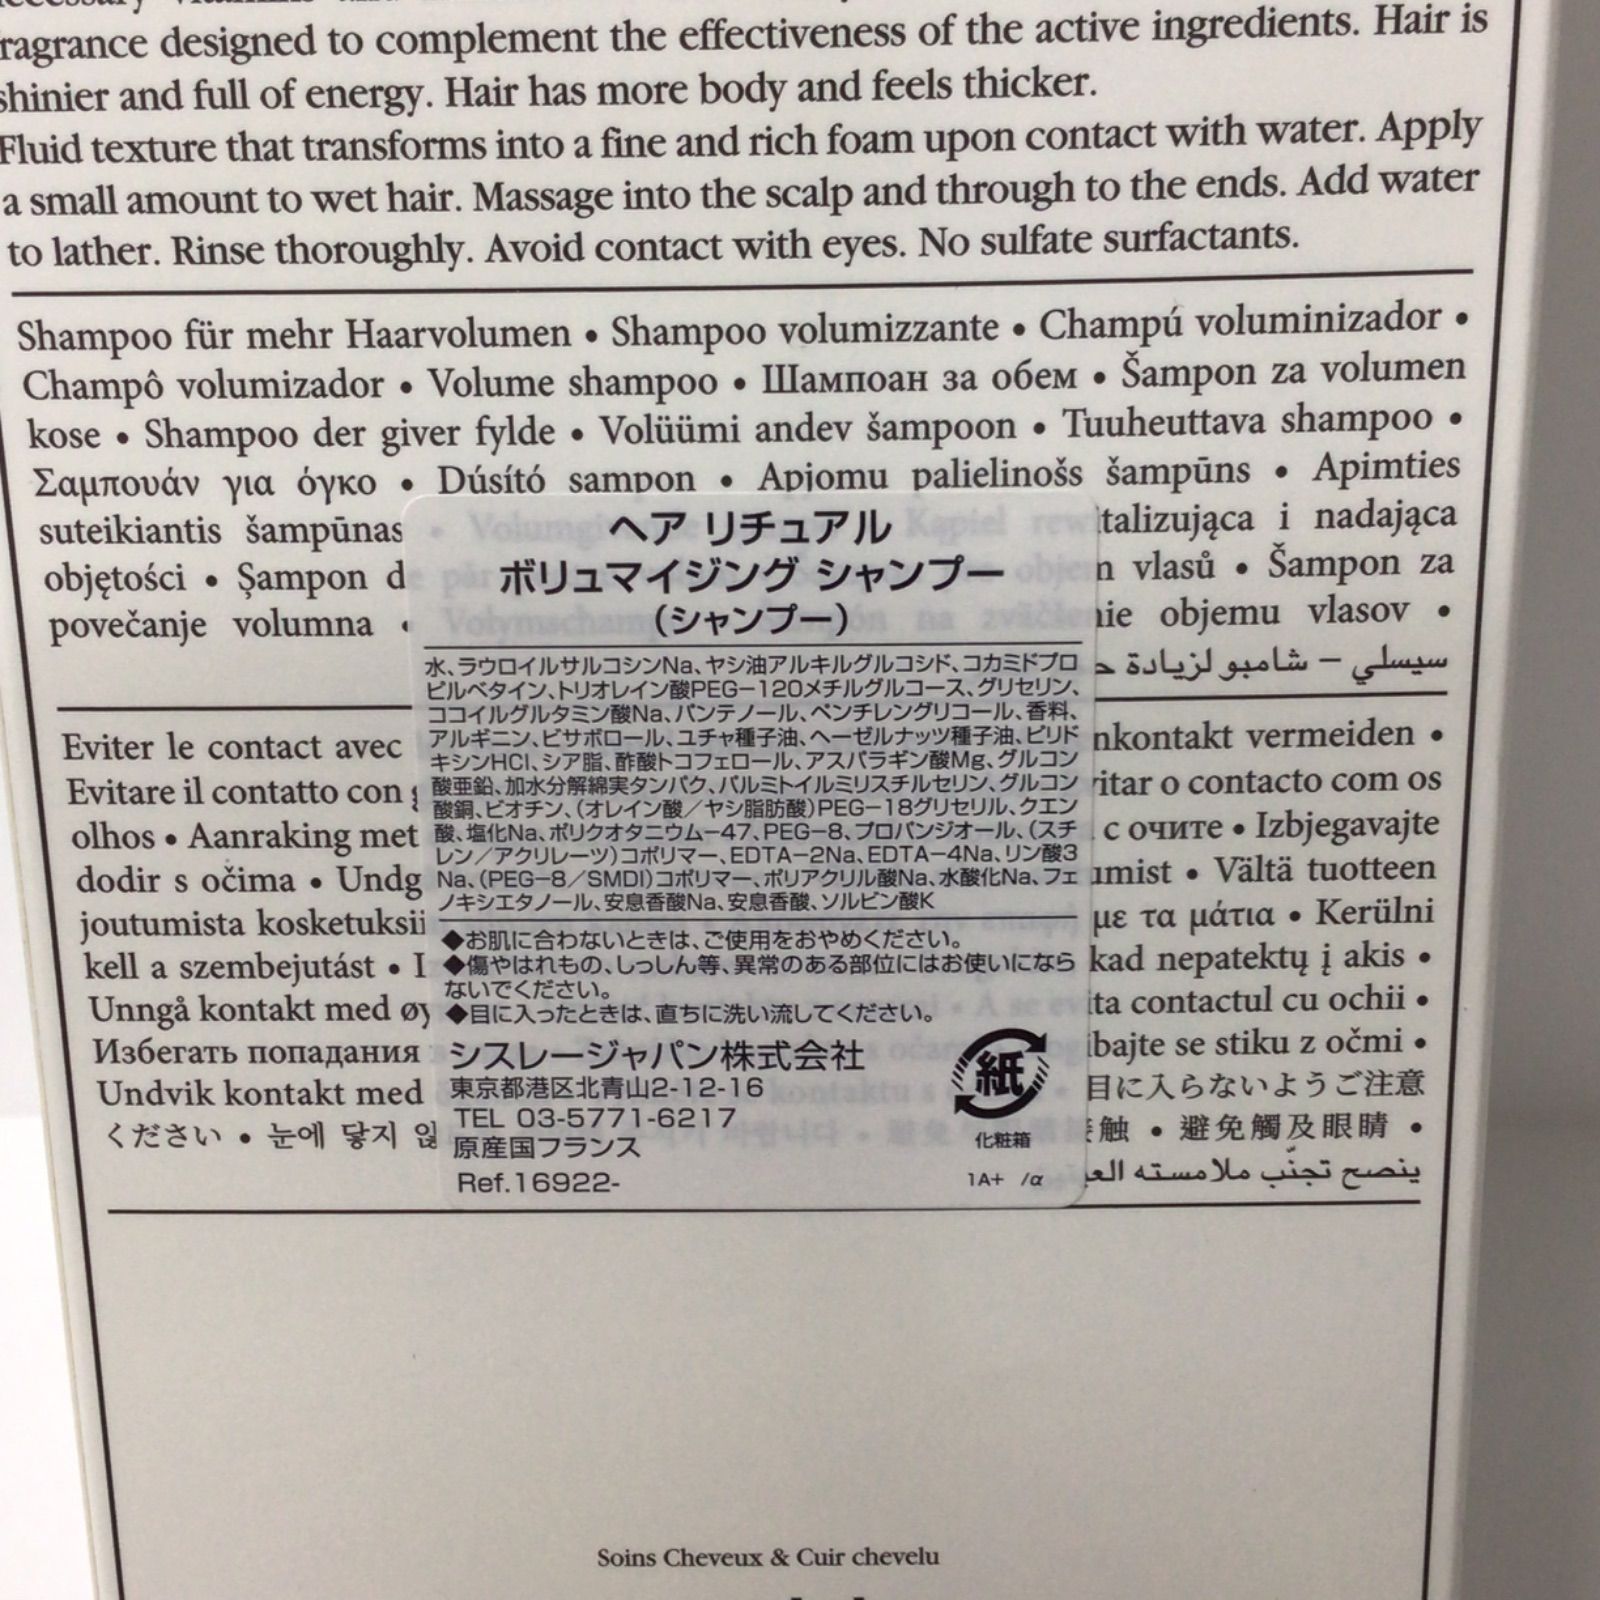 ragrance designed to complement the effectiveness of the active ingredients. Hair is
shinier and full of energy. Hair has more body and feels thicker.
Fluid texture that transforms into a fine and rich foam upon contact with water. Apply
a small amount to wet hair. Massage into the scalp and through to the ends. Add water
to lather. Rinse thoroughly. Avoid contact with eyes. No sulfate surfactants.
Shampoo für mehr Haarvolumen • Shampoo volumizzante • Champú voluminizador •
Champô volumizador • Volume shampoo • Шампоан за обем • Šampon za volumen
kose • Shampoo der giver fylde • Volüümi andev šampoon • Tuuheuttava shampoo •
Σαμπουάν για όγκο • Dúsító sampon • Apjomu palielinošs šampūns • Apimties
suteikiantis šampūnas talizująca i nadająca
objętości • Şampon d vlasů • Šampon za
povečanje volumna • nie objemu vlasov •
سيسلي – شامبو لزيادة
ヘア リチュアル
ボリュマイジング シャンプー
(シャンプー)
水、ラウロイルサルコシンNa、ヤシ油アルキルグルコシド、コカミドプロ
ピルベタイン、トリオレイン酸PEG-120メチルグルコース、グリセリン、
ココイルグルタミン酸Na、パンテノール、ペンチレングリコール、香料、
アルギニン、ビサボロール、ユチャ種子油、ヘーゼルナッツ種子油、ピリド
キシンHCl、シア脂、酢酸トコフェロール、アスパラギン酸Mg、グルコン
酸亜鉛、加水分解綿実タンパク、パルミトイルミリスチルセリン、グルコン
酸銅、ビオチン、(オレイン酸/ヤシ脂肪酸)PEG-18グリセリル、クエン
酸、塩化Na、ポリクオタニウム-47、PEG-8、プロパンジオール、(スチ
レン/アクリレーツ)コポリマー、EDTA-2Na、EDTA-4Na、リン酸3
Na、(PEG-8/SMDI)コポリマー、ポリアクリル酸Na、水酸化Na、フェ
ノキシエタノール、安息香酸Na、安息香酸、ソルビン酸K
◆お肌に合わないときは、ご使用をおやめください。
◆傷やはれもの、しっしん等、異常のある部位にはお使いになら
ないでください。
◆目に入ったときは、直ちに洗い流してください。
シスレージャパン株式会社
東京都港区北青山2-12-16
TEL 03-5771-6217
原産国フランス
Ref.16922-
紙
化粧箱
1A+ /α
Eviter le contact avec nkontakt vermeiden •
Evitare il contatto con vitar o contacto com os
olhos • Aanraking met с очите • Izbjegavajte
dodir s očima • Undg umist • Vältä tuotteen
joutumista kosketuksii με τα μάτια • Kerülni
kell a szembejutást • kad nepatektų į akis •
Unngå kontakt med øy ita contactul cu ochii •
Избегать попадания ibajte se stiku z očmi •
Undvik kontakt med 目に入らないようご注意
ください • 눈에 닿지 接触 • 避免觸及眼睛 •
ينصح تجنّب ملامسته
Soins Cheveux & Cuir chevelu